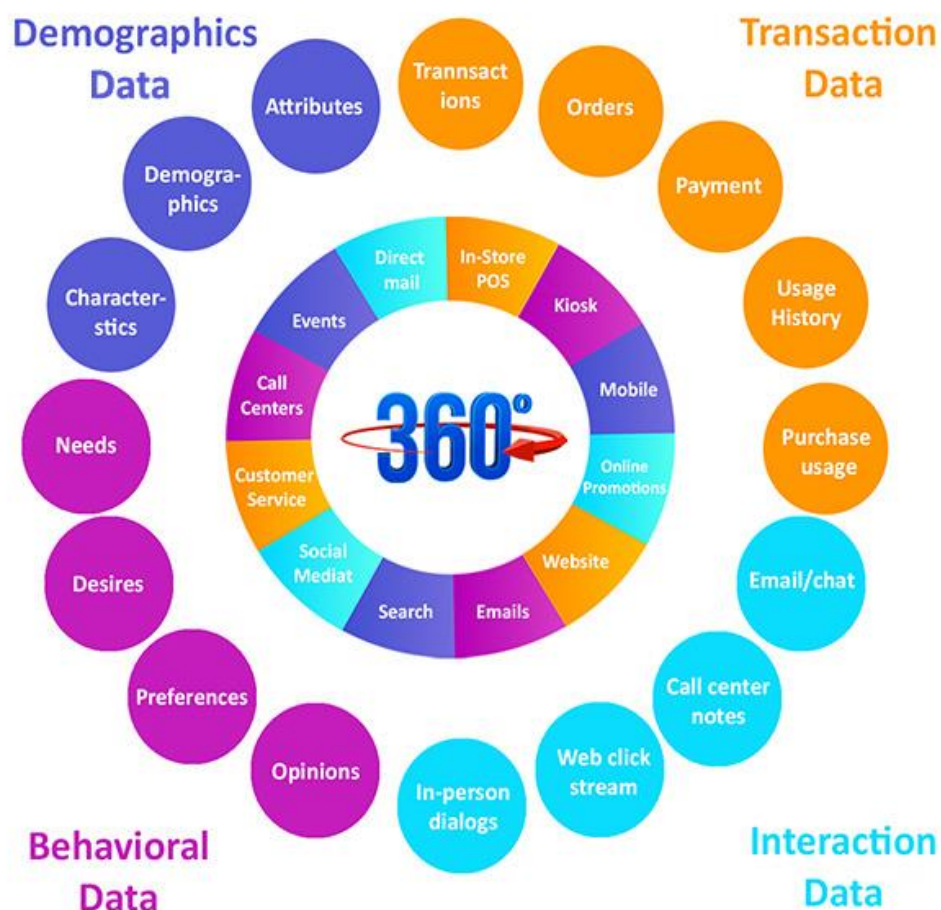 Demographics
Data
Transaction
Data
Attributes
Trannsact
ions
Orders
Demogra-
phics
Payment
Character-
stics
Usage
History
Needs
Purchase
usage
Desires
Email/chat
Preferences
Call center
notes
Opinions
In-person
dialogs
Web click
stream
Direct
mail
In-Store
POS
Kiosk
Mobile
Online
Promotions
Website
Emails
Search
Social
Mediat
Customer
Service
Call
Centers
Events
360°
Behavioral
Data
Interaction
Data